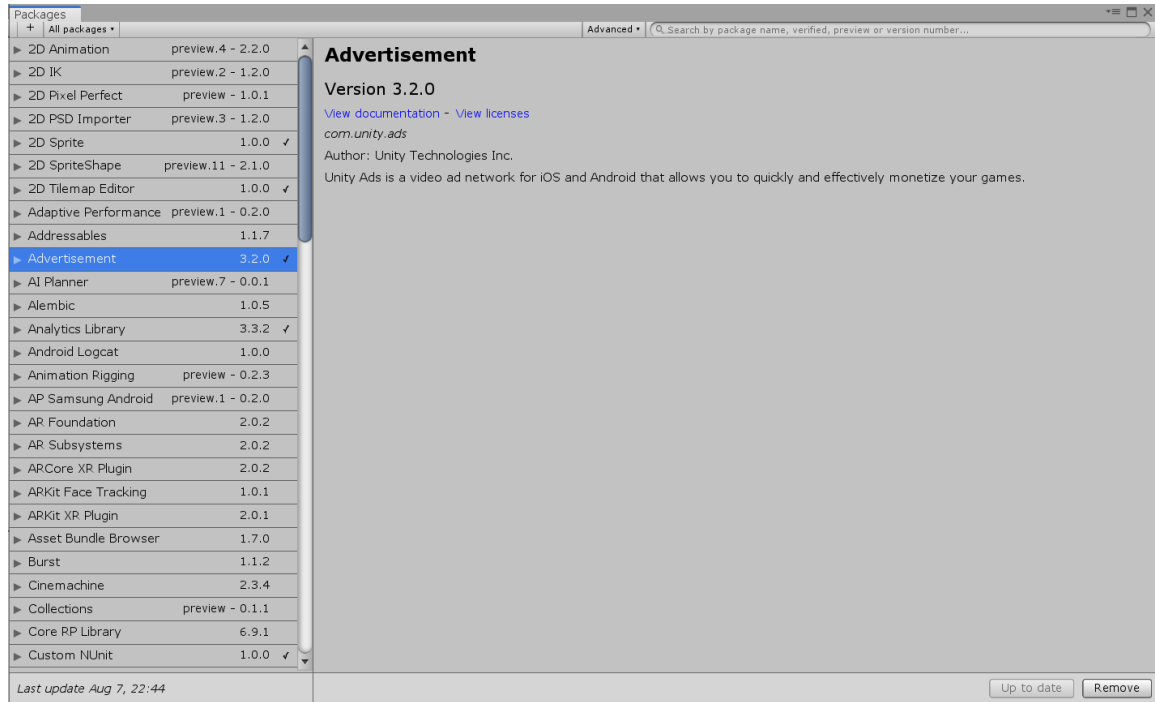 Packages
+ All packages Advanced Search by package name, verified, preview or version number...
2D Animation preview.4 - 2.2.0
2D IK preview.2 - 1.2.0
2D Pixel Perfect preview - 1.0.1
2D PSD Importer preview.3 - 1.2.0
2D Sprite 1.0.0 ✓
2D SpriteShape preview.11 - 2.1.0
2D Tilemap Editor 1.0.0 ✓
Adaptive Performance preview.1 - 0.2.0
Addressables 1.1.7
Advertisement 3.2.0 ✓
AI Planner preview.7 - 0.0.1
Alembic 1.0.5
Analytics Library 3.3.2 ✓
Android Logcat 1.0.0
Animation Rigging preview - 0.2.3
AP Samsung Android preview.1 - 0.2.0
AR Foundation 2.0.2
AR Subsystems 2.0.2
ARCore XR Plugin 2.0.2
ARKit Face Tracking 1.0.1
ARKit XR Plugin 2.0.1
Asset Bundle Browser 1.7.0
Burst 1.1.2
Cinemachine 2.3.4
Collections preview - 0.1.1
Core RP Library 6.9.1
Custom NUnit 1.0.0 ✓
Last update Aug 7, 22:44
Advertisement
Version 3.2.0
View documentation - View licenses
com.unity.ads
Author: Unity Technologies Inc.
Unity Ads is a video ad network for iOS and Android that allows you to quickly and effectively monetize your games.
Up to date Remove